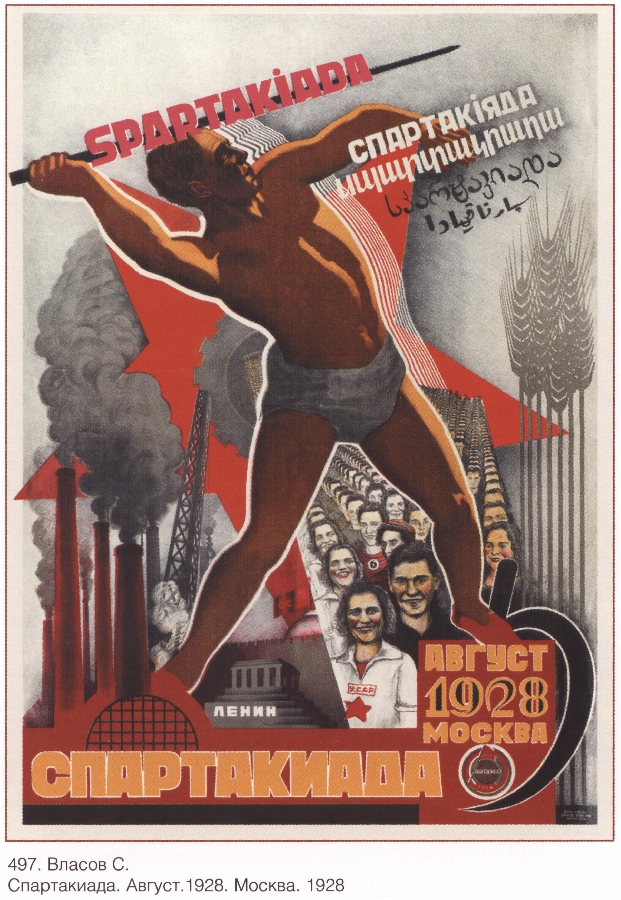 SPARTAKiADA
СПАРТАКІЯДА
սպարտակիադա
სპარტაკიადა
ЛЕНИН
АВГУСТ
1928
МОСКВА
СПАРТАКИАДА
497. Власов С.
Спартакиада. Август.1928. Москва. 1928